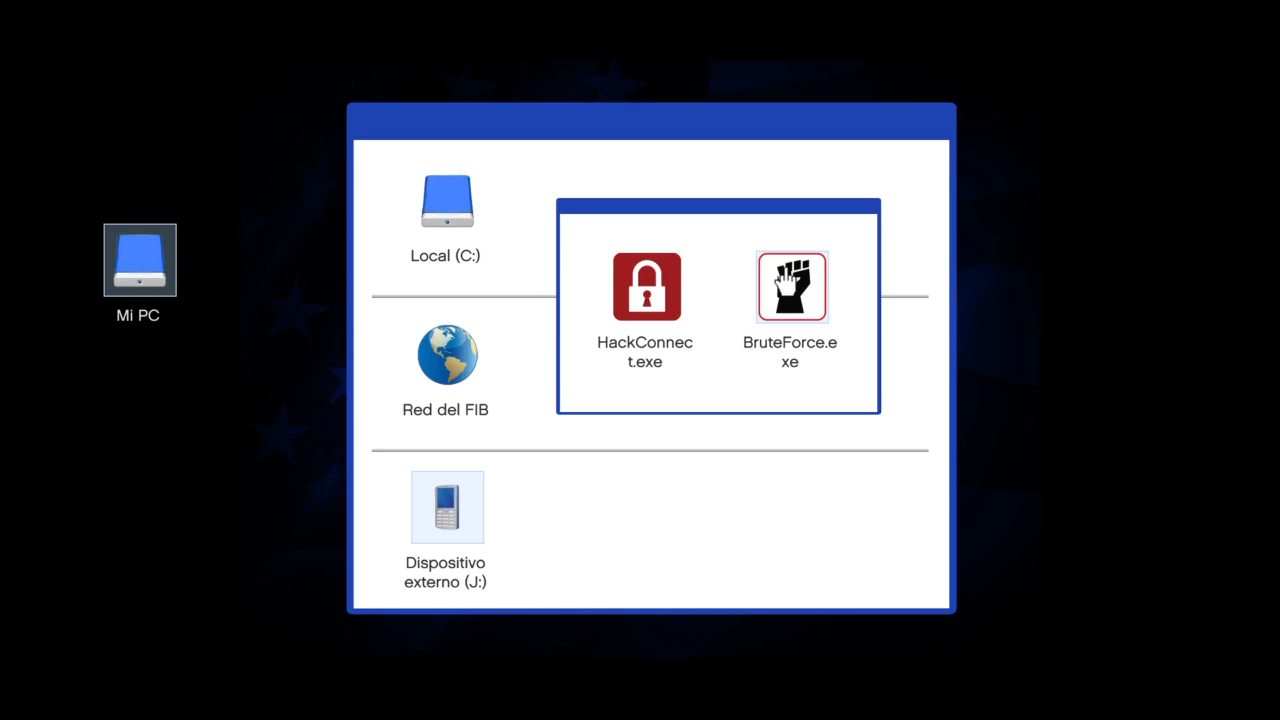 Mi PC
Local (C:)
HackConnec
t.exe
BruteForce.e
xe
Red del FIB
Dispositivo
externo (J:)